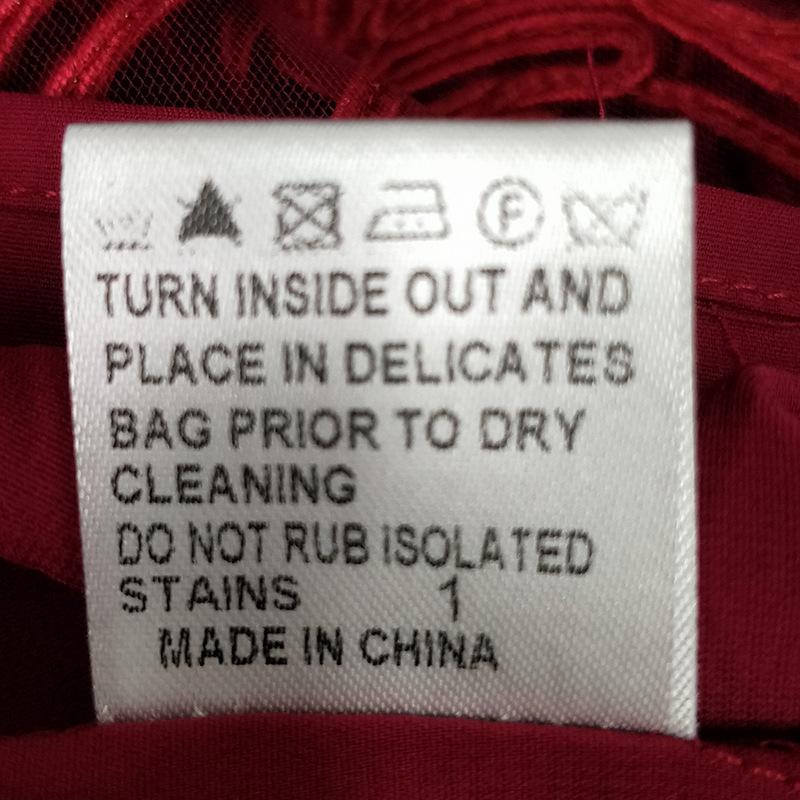 F
TURN INSIDE OUT AND
PLACE IN DELICATES
BAG PRIOR TO DRY
CLEANING
DO NOT RUB ISOLATED
STAINS 1
MADE IN CHINA